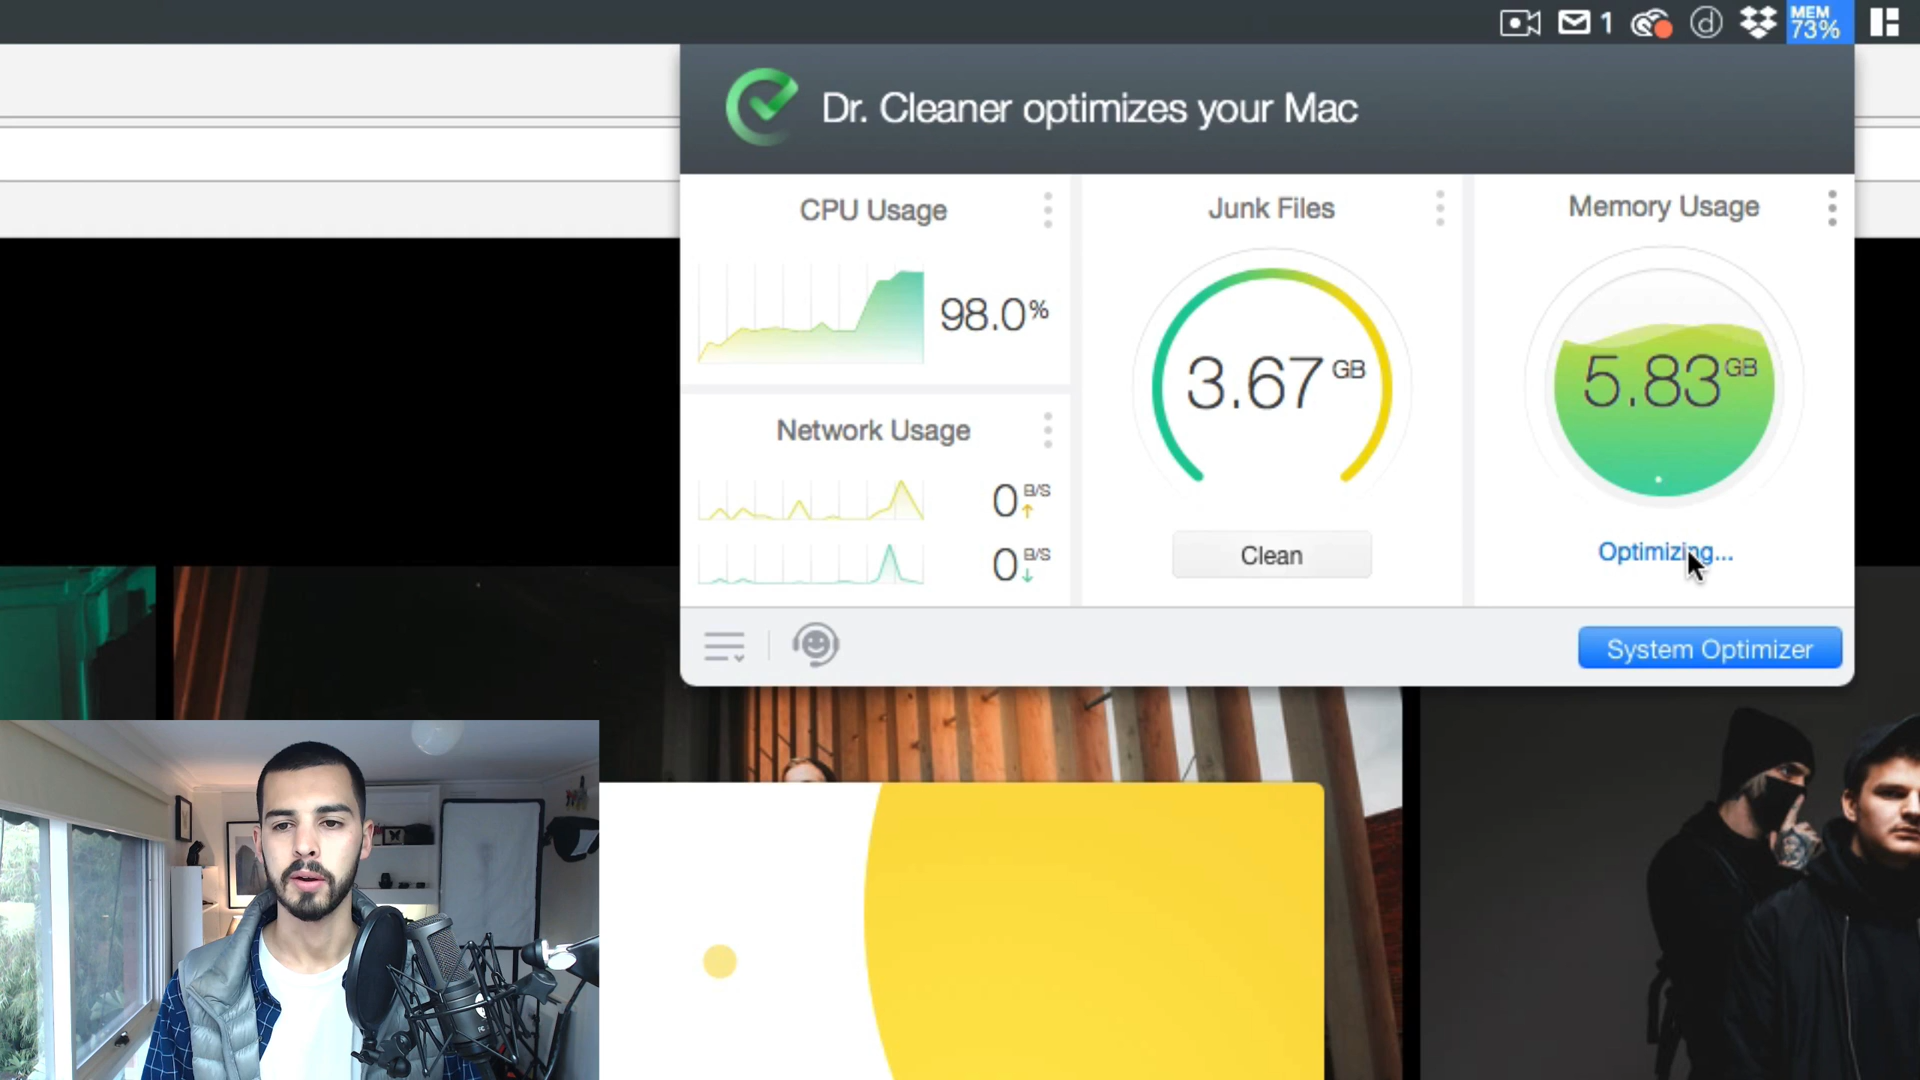 1
MEM
73%
Dr. Cleaner optimizes your Mac
CPU Usage
98.0%
Network Usage
0 B/S
0 B/S
Junk Files
3.67 GB
Clean
Memory Usage
5.83 GB
Optimizing...
System Optimizer